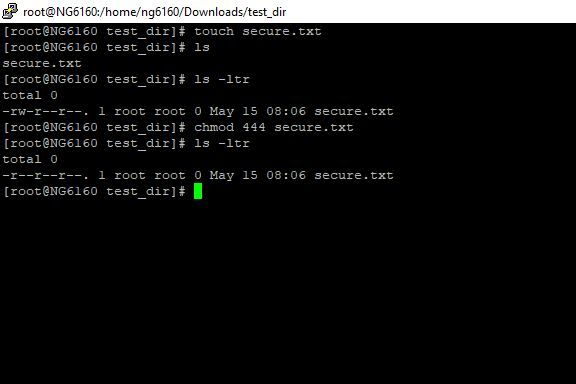 root@NG6160:/home/ng6160/Downloads/test_dir
[root@NG6160 test_dir]# touch secure.txt
[root@NG6160 test_dir]# ls
secure.txt
[root@NG6160 test_dir]# ls -ltr
total 0
-rw-r--r--. 1 root root 0 May 15 08:06 secure.txt
[root@NG6160 test_dir]# chmod 444 secure.txt
[root@NG6160 test_dir]# ls -ltr
total 0
-r--r--r--. 1 root root 0 May 15 08:06 secure.txt
[root@NG6160 test_dir]#